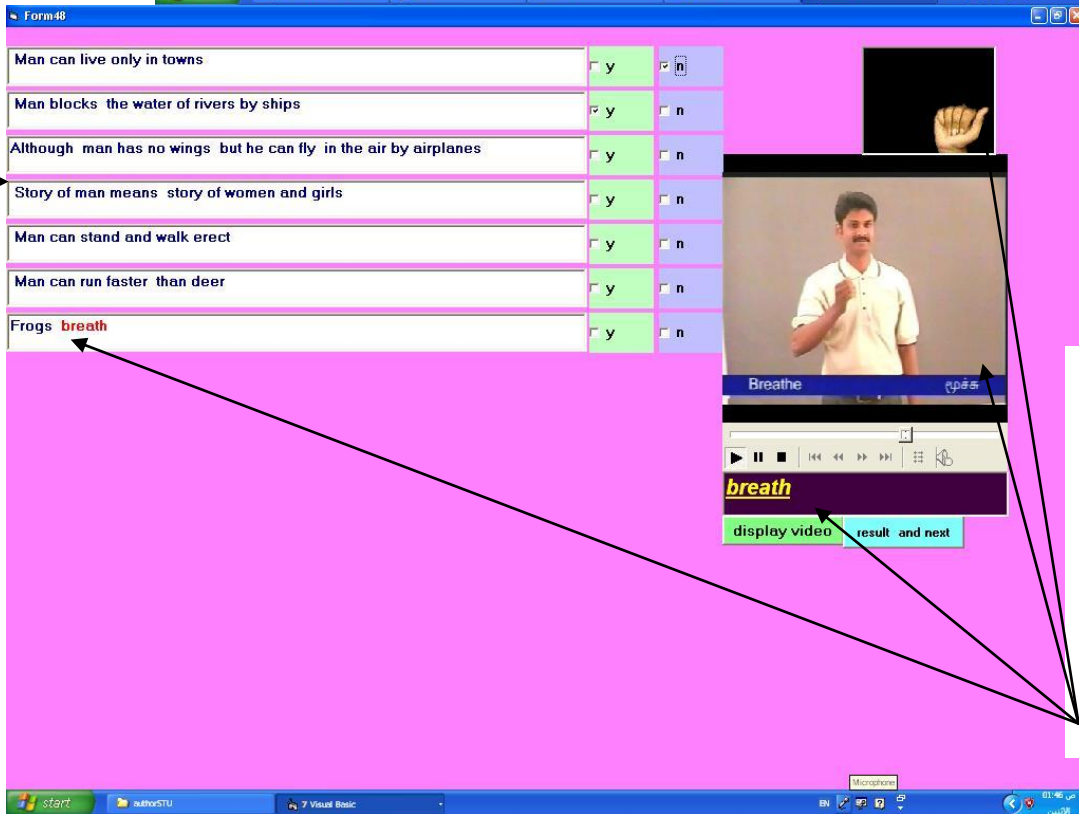 Form48
Man can live only in towns
y
n
Man blocks the water of rivers by ships
y
n
Although man has no wings but he can fly in the air by airplanes
y
n
Story of man means story of women and girls
y
n
Man can stand and walk erect
y
n
Man can run faster than deer
y
n
Frogs breath
y
n
Breathe
மூச்சு
breath
display video
result and next
Microphone
start
authorSTU
7 Visual Basic
EN
01:46 ص
الاثنين